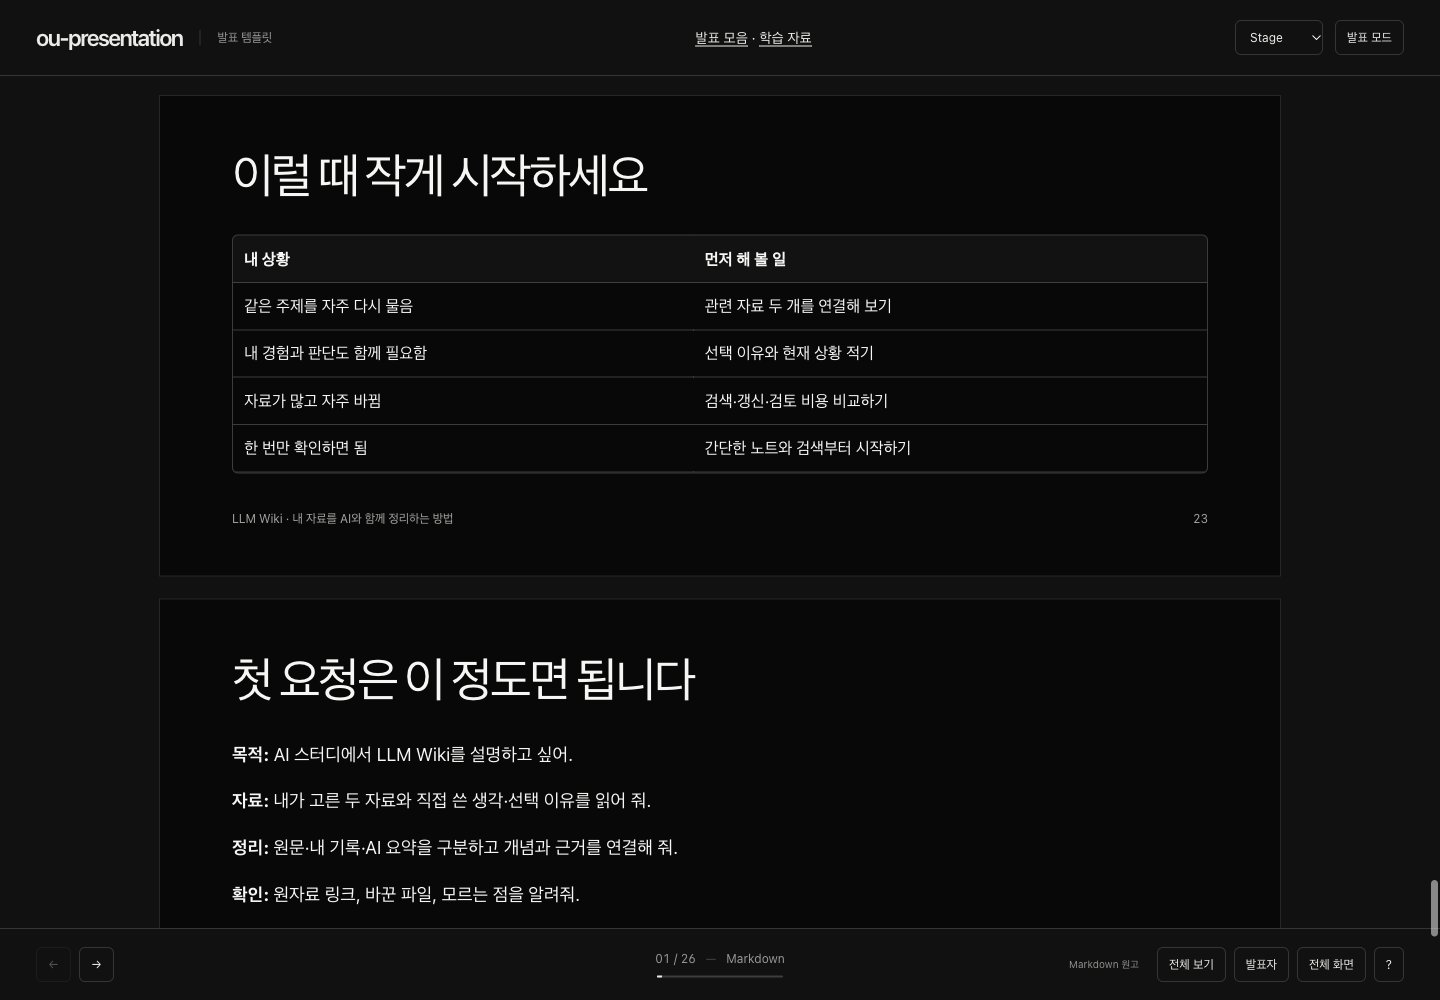 ou-presentation
발표 템플릿
발표 모음 · 학습 자료
Stage
발표 모드
이럴 때 작게 시작하세요
내 상황 먼저 해 볼 일
같은 주제를 자주 다시 물음 관련 자료 두 개를 연결해 보기
내 경험과 판단도 함께 필요함 선택 이유와 현재 상황 적기
자료가 많고 자주 바뀜 검색·갱신·검토 비용 비교하기
한 번만 확인하면 됨 간단한 노트와 검색부터 시작하기
LLM Wiki · 내 자료를 AI와 함께 정리하는 방법 23
첫 요청은 이 정도면 됩니다
목적: AI 스터디에서 LLM Wiki를 설명하고 싶어.
자료: 내가 고른 두 자료와 직접 쓴 생각·선택 이유를 읽어 줘.
정리: 원문·내 기록·AI 요약을 구분하고 개념과 근거를 연결해 줘.
확인: 원자료 링크, 바꾼 파일, 모르는 점을 알려줘.
← →
01 / 26 — Markdown
Markdown 원고
전체 보기
발표자
전체 화면
?